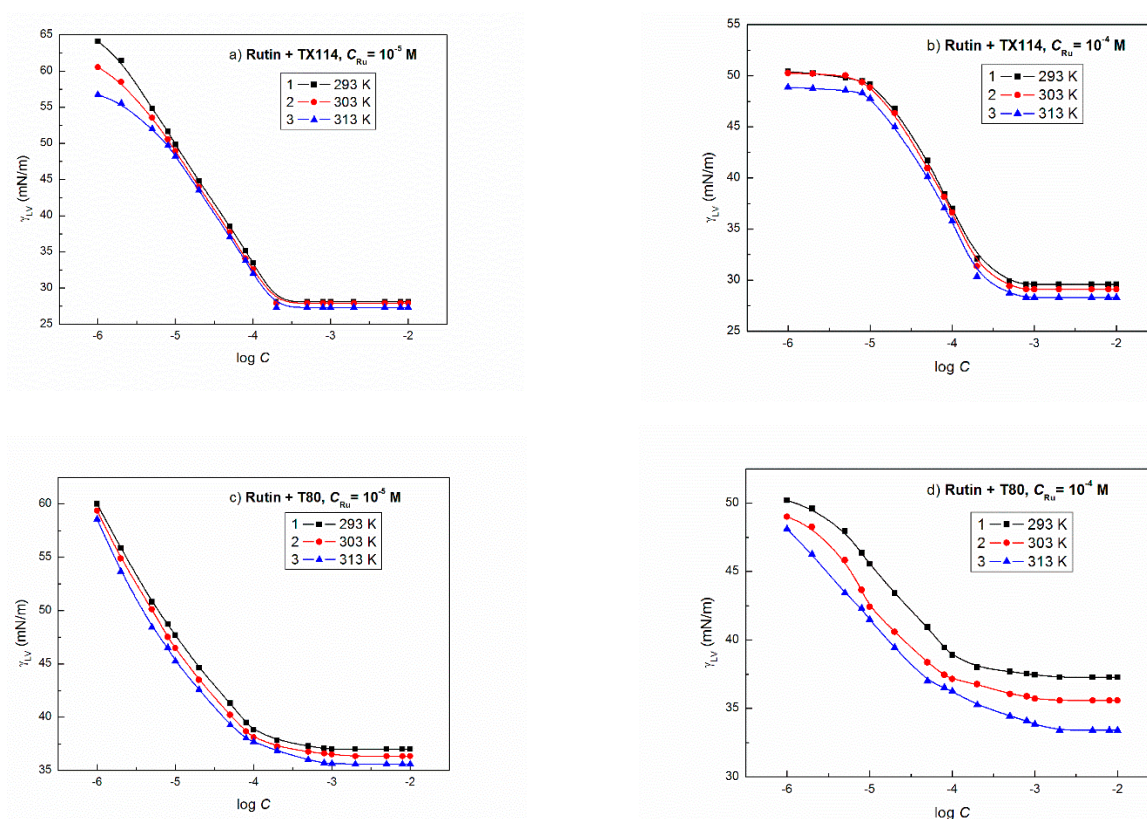 a) Rutin + TX114, C_Ru = 10⁻⁵ M
1 293 K
2 303 K
3 313 K
65
60
55
50
45
40
35
30
25
γ_LV (mN/m)
-6 -5 -4 -3 -2
log C
b) Rutin + TX114, C_Ru = 10⁻⁴ M
1 293 K
2 303 K
3 313 K
55
50
45
40
35
30
25
γ_LV (mN/m)
-6 -5 -4 -3 -2
log C
c) Rutin + T80, C_Ru = 10⁻⁵ M
1 293 K
2 303 K
3 313 K
60
55
50
45
40
35
γ_LV (mN/m)
-6 -5 -4 -3 -2
log C
d) Rutin + T80, C_Ru = 10⁻⁴ M
1 293 K
2 303 K
3 313 K
50
45
40
35
30
γ_LV (mN/m)
-6 -5 -4 -3 -2
log C